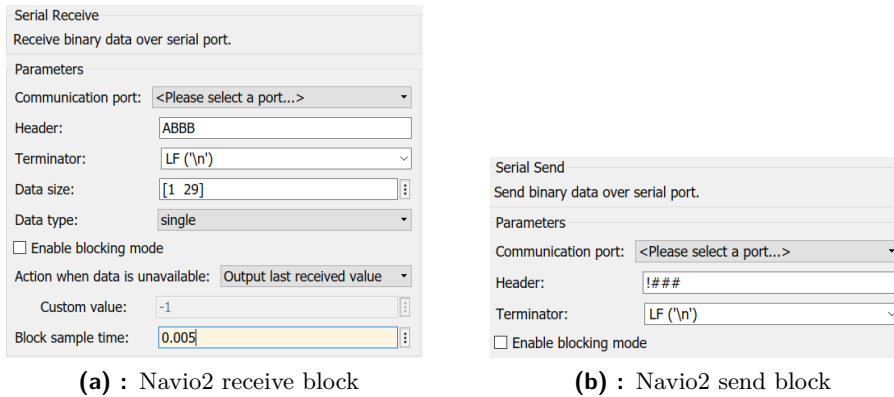 Serial Receive
Receive binary data over serial port.
Parameters
Communication port: <Please select a port...>
Header: ABBB
Terminator: LF ('\n')
Data size: [1 29]
Data type: single
Enable blocking mode
Action when data is unavailable: Output last received value
Custom value: -1
Block sample time: 0.005
(a) : Navio2 receive block
Serial Send
Send binary data over serial port.
Parameters
Communication port: <Please select a port...>
Header: !###
Terminator: LF ('\n')
Enable blocking mode
(b) : Navio2 send block